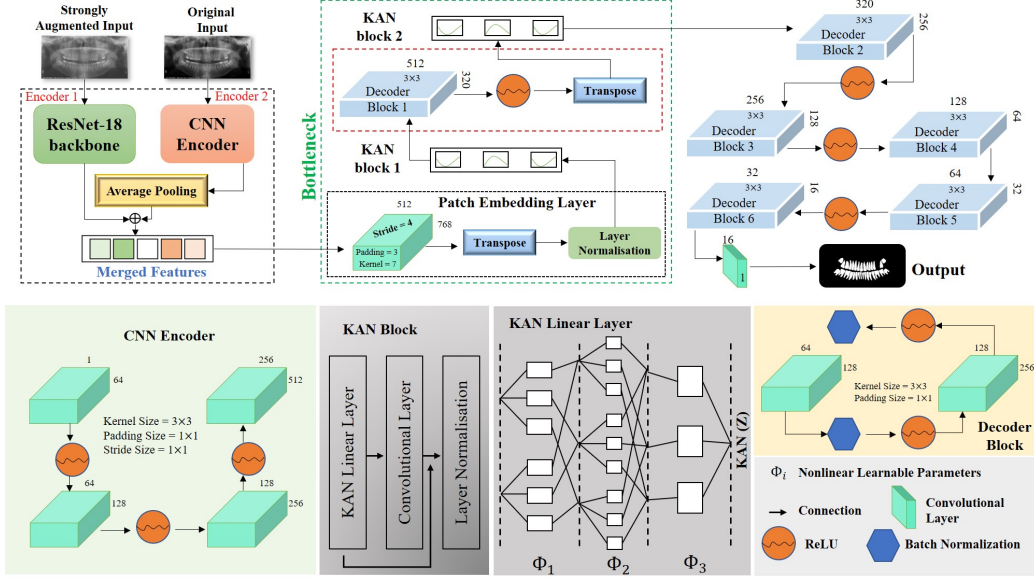 Strongly
Augmented Input
Original
Input
Encoder 1
Encoder 2
ResNet-18
backbone
CNN
Encoder
Average Pooling
Merged Features
Bottleneck
KAN
block 2
512
3×3
Decoder
Block 1
320
Transpose
KAN
block 1
Patch Embedding Layer
512
Stride = 4
768
Padding = 3
Kernel = 7
Transpose
Layer
Normalisation
320
3×3
Decoder
Block 2
256
256
3×3
Decoder
Block 3
128
128
3×3
Decoder
Block 4
64
32
3×3
Decoder
Block 6
16
64
3×3
Decoder
Block 5
32
16
1
Output
CNN Encoder
1
64
256
512
Kernel Size = 3×3
Padding Size = 1×1
Stride Size = 1×1
64
128
128
256
KAN Block
KAN Linear Layer
Convolutional Layer
Layer Normalisation
KAN Linear Layer
KAN (Z)
Φ1
Φ2
Φ3
64
128
128
256
Kernel Size = 3×3
Padding Size = 1×1
Decoder
Block
Φi Nonlinear Learnable Parameters
Connection
Convolutional
Layer
ReLU
Batch Normalization